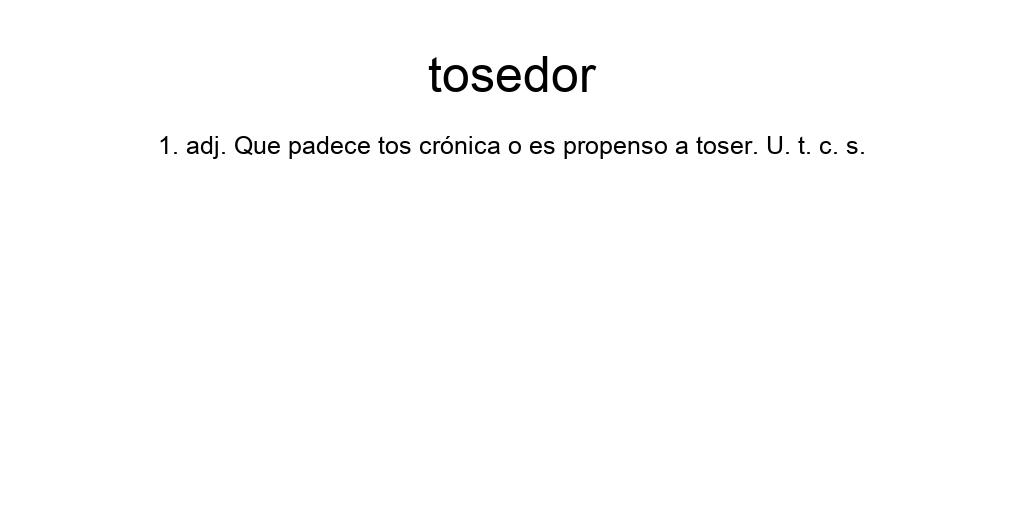 tosedor
1. adj. Que padece tos crónica o es propenso a toser. U. t. c. s.